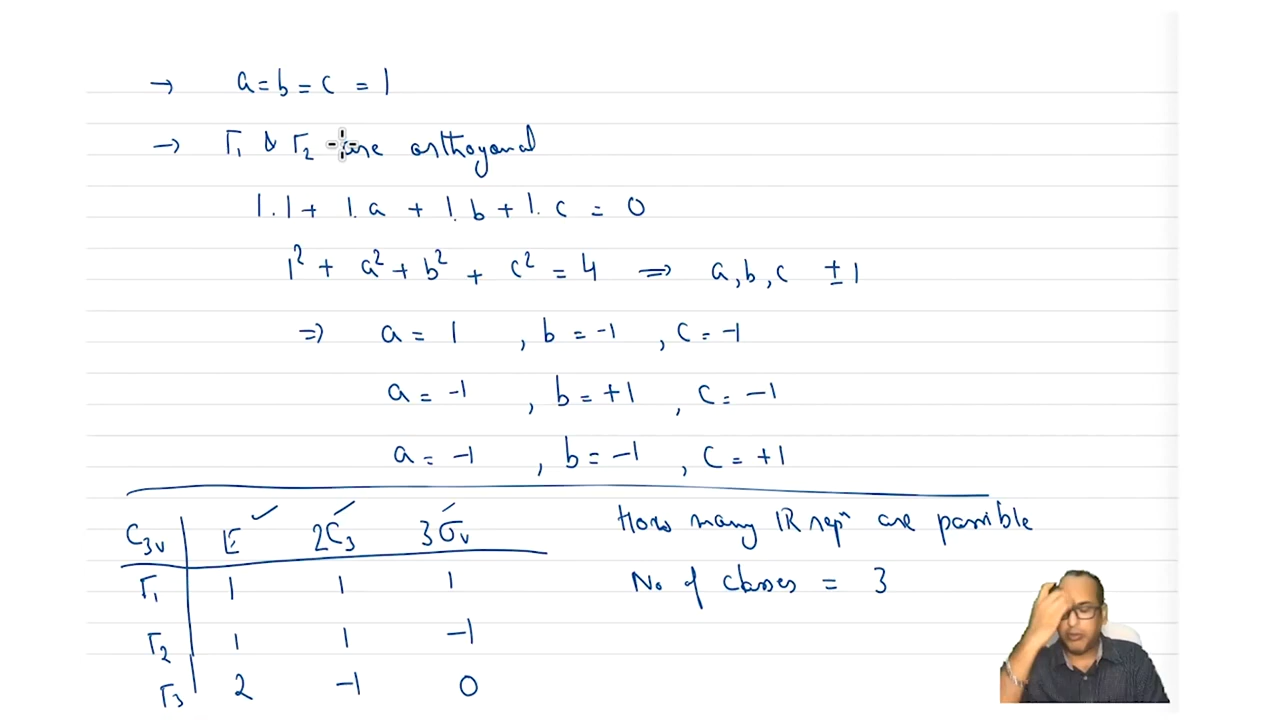 → a = b = c = 1
→ Γ₁ & Γ₂ are orthogonal
1.1 + 1.a + 1.b + 1.c = 0
1² + a² + b² + c² = 4 ⇒ a, b, c ±1
⇒ a = 1 , b = -1 , c = -1
a = -1 , b = +1 , c = -1
a = -1 , b = -1 , c = +1
C₃ᵥ E ✓ 2C₃ ✓ 3σᵥ ✓
Γ₁ 1 1 1
Γ₂ 1 1 -1
Γ₃ 2 -1 0
How many IR repⁿ are possible
No of classes = 3